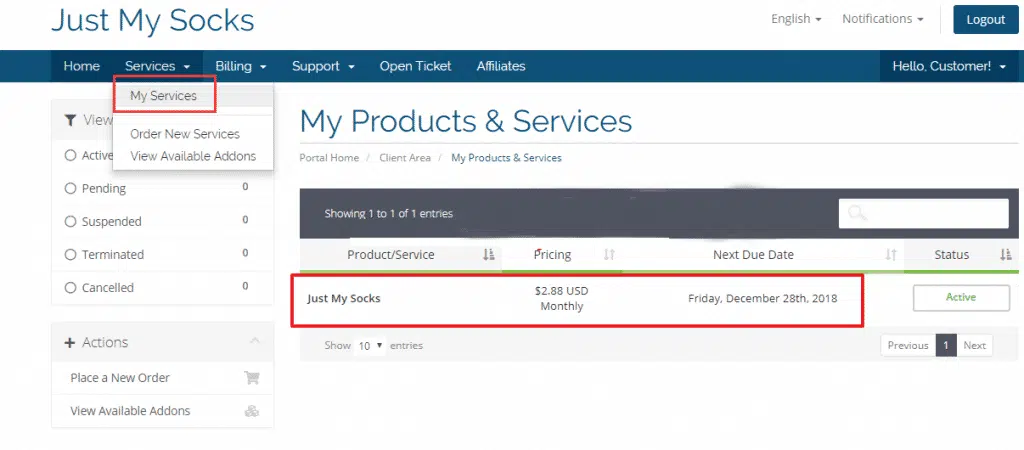 Just My Socks
English
Notifications
Logout
Home Services Billing Support Open Ticket Affiliates Hello, Customer!
My Services
Order New Services
View Available Addons
View
Active
Pending 0
Suspended 0
Terminated 0
Cancelled 0
Actions
Place a New Order
View Available Addons
My Products & Services
Portal Home / Client Area / My Products & Services
Showing 1 to 1 of 1 entries
Product/Service Pricing Next Due Date Status
Just My Socks $2.88 USD Monthly Friday, December 28th, 2018 Active
Show 10 entries
Previous 1 Next